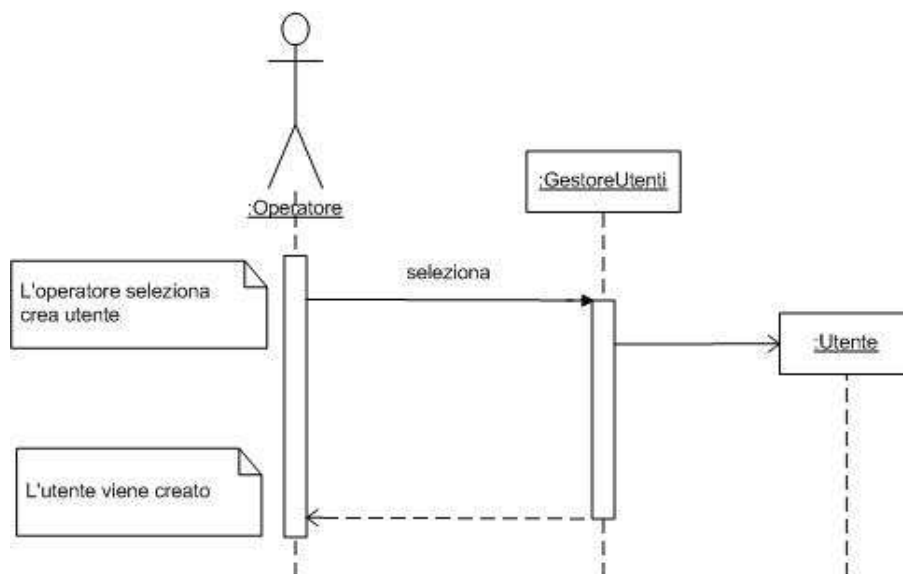 :GestoreUtenti
:Operatore
seleziona
L'operatore seleziona
crea utente
:Utente
L'utente viene creato